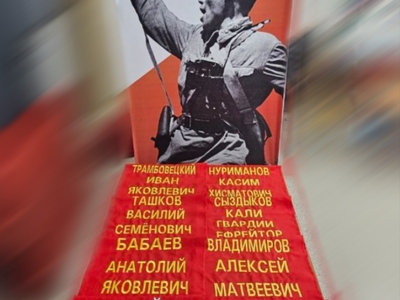 ТРАМБОВЕЦКИЙ
ИВАН
ЯКОВЛЕВИЧ
ТАШКОВ
ВАСИЛИЙ
СЕМЁНОВИЧ
БАБАЕВ
АНАТОЛИЙ
ЯКОВЛЕВИЧ
НУРИМАНОВ
КАСИМ
ХИСМАТОВИЧ
СЫЗДЫКОВ
КАЛИ
ГВАРДИИ
ЕФРЕЙТОР
ВЛАДИМИРОВ
АЛЕКСЕЙ
МАТВЕЕВИЧ